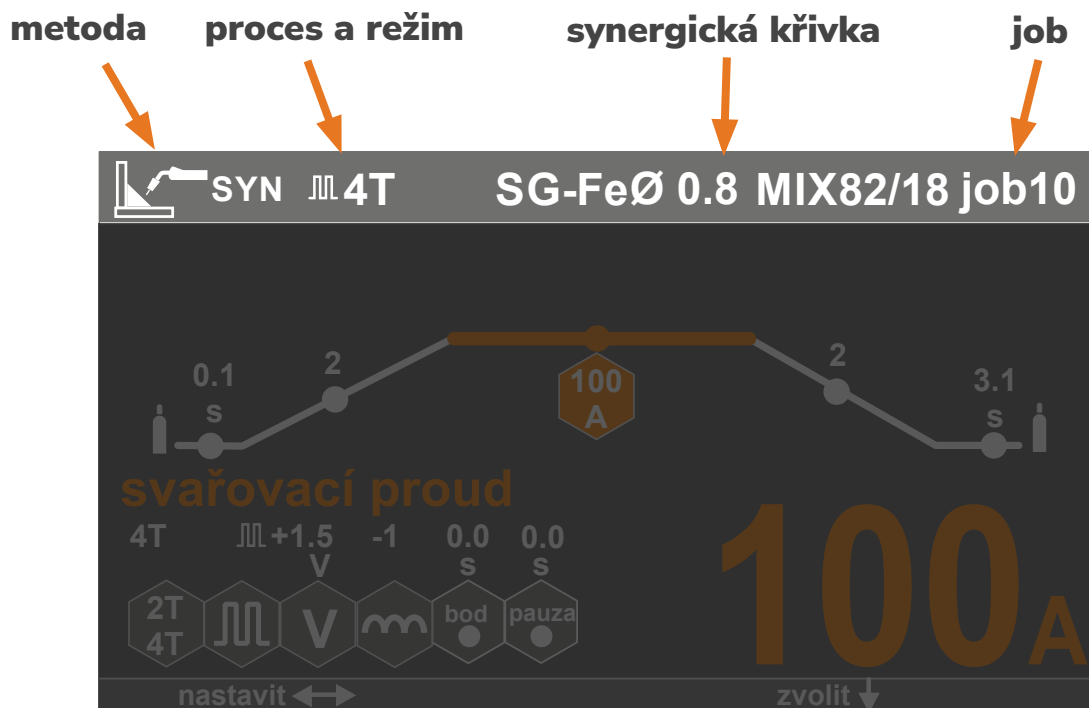 metoda proces a režim synergická křivka job
SYN 4T SG-FeØ 0.8 MIX82/18 job10
0.1
s
2
100
A
2
3.1
s
svařovací proud
4T +1.5 -1 0.0 0.0
V s s
2T
4T
V
bod
pauza
100A
nastavit zvolit